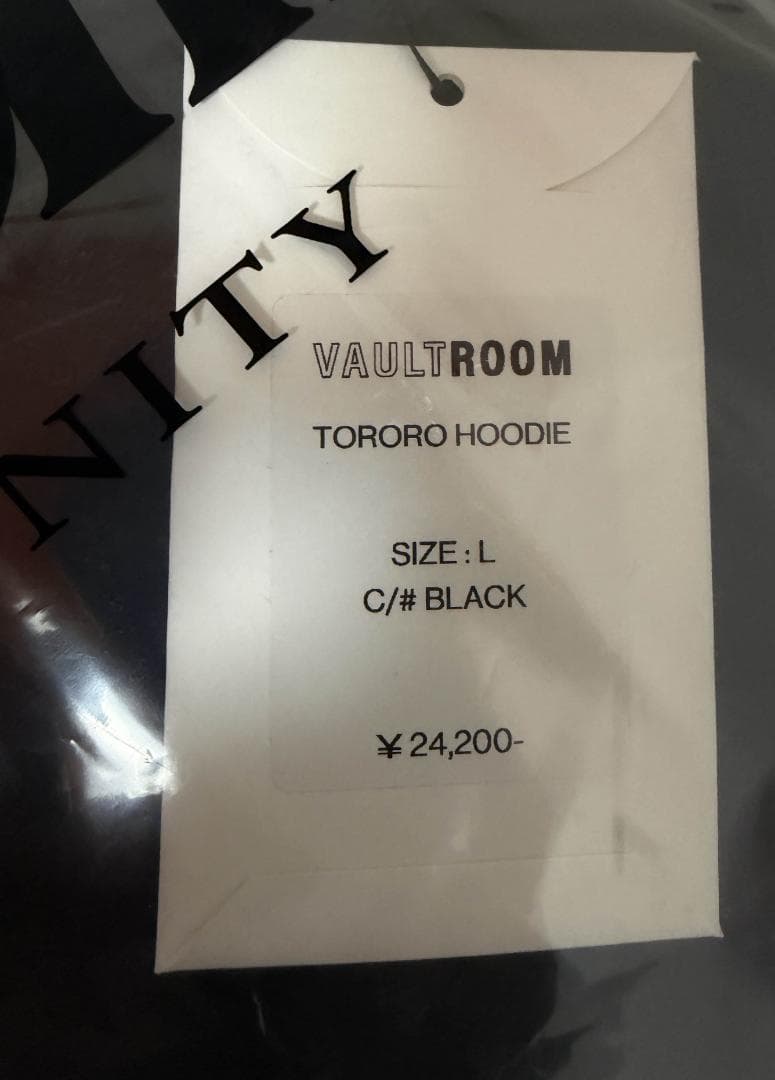 NITY
VAULTROOM
TORORO HOODIE
SIZE : L
C/# BLACK
¥ 24,200-